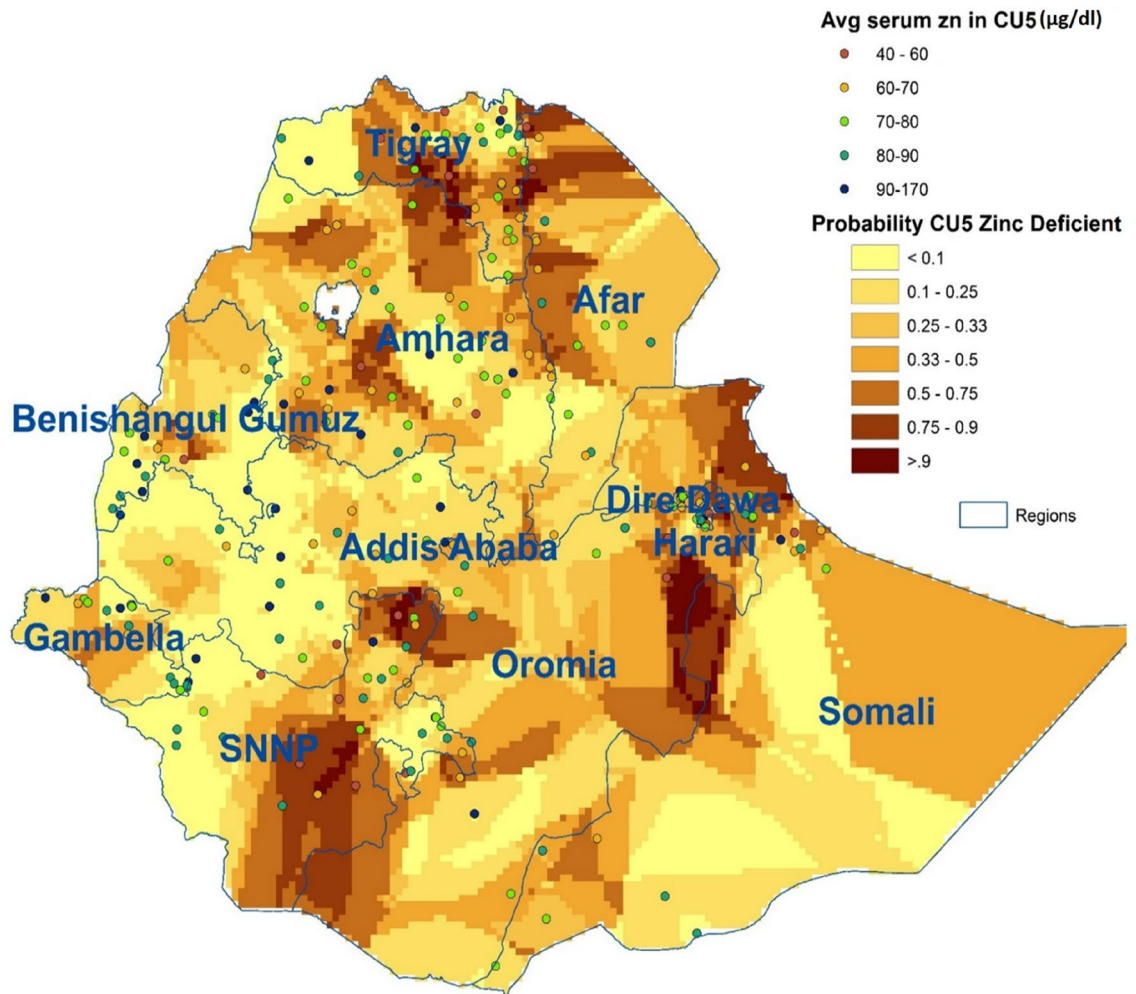 Avg serum zn in CU5(µg/dl)
40 - 60
60-70
70-80
80-90
90-170
Probability CU5 Zinc Deficient
< 0.1
0.1 - 0.25
0.25 - 0.33
0.33 - 0.5
0.5 - 0.75
0.75 - 0.9
>.9
Regions
Tigray
Afar
Amhara
Benishangul Gumuz
Dire Dawa
Harari
Addis Ababa
Gambella
Oromia
Somali
SNNP